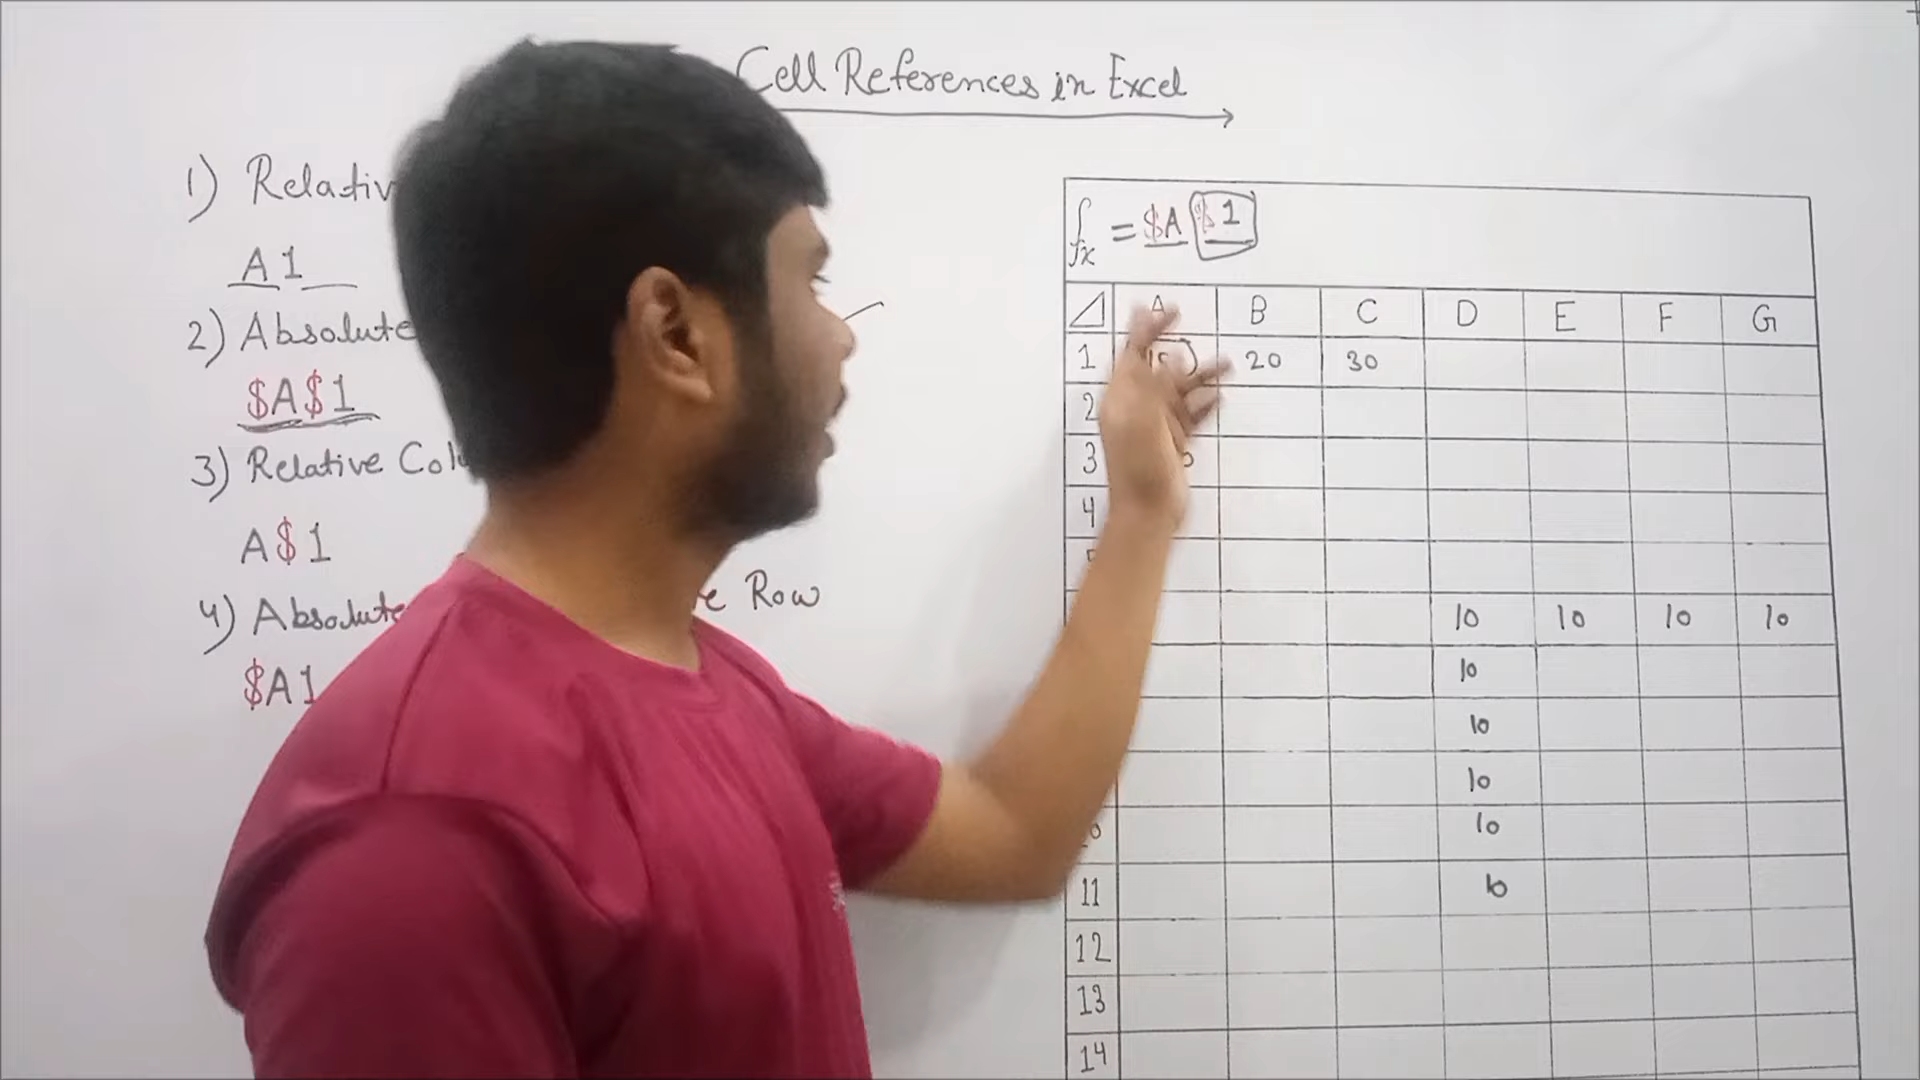 Cell References in Excel
1) Relativ
A1
2) Absolute
$A$1
3) Relative Col
A$1
4) Absolute Row
$A1
fx = $A$1
A B C D E F G
1 20 30
2
3
4
10 10 10 10
10
10
10
10
11 10
12
13
14